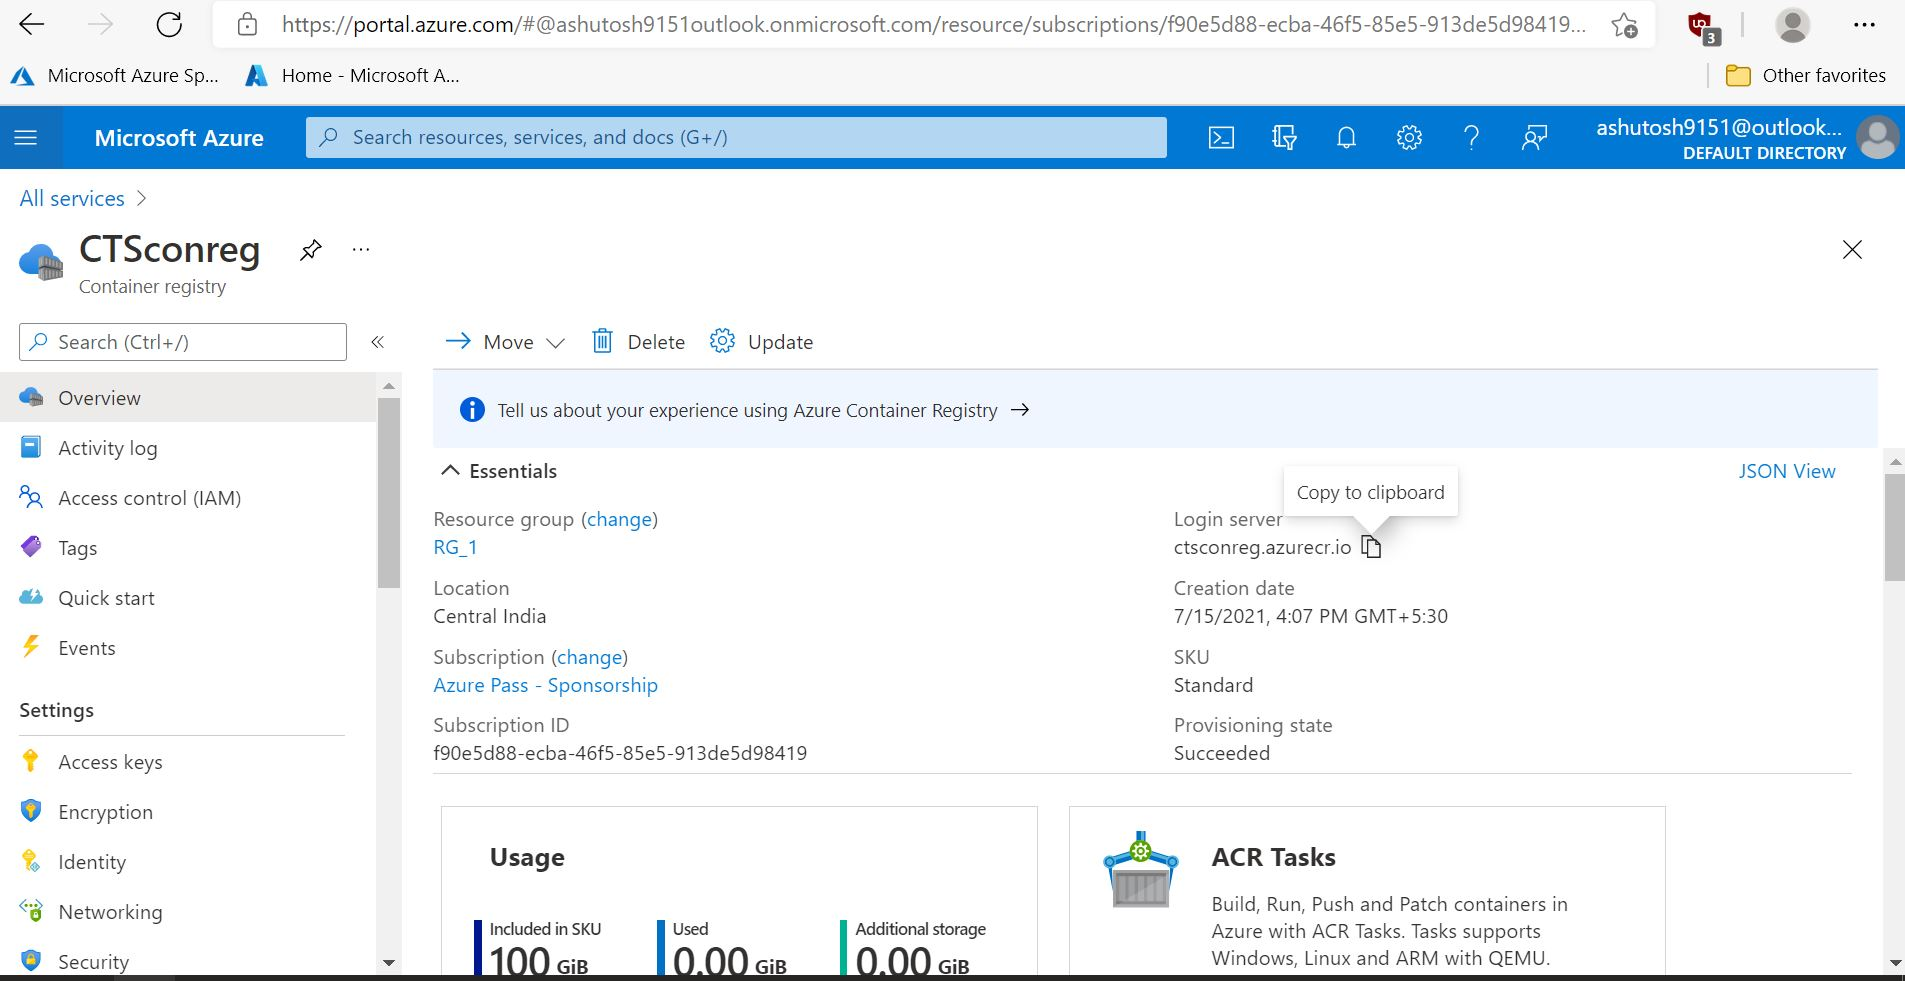 https://portal.azure.com/#@ashutosh9151outlook.onmicrosoft.com/resource/subscriptions/f90e5d88-ecba-46f5-85e5-913de5d98419...
3
Microsoft Azure Sp...
Home - Microsoft A...
Other favorites
Microsoft Azure
Search resources, services, and docs (G+/)
ashutosh9151@outlook...
DEFAULT DIRECTORY
All services
CTSconreg
Container registry
Search (Ctrl+/)
Overview
Activity log
Access control (IAM)
Tags
Quick start
Events
Settings
Access keys
Encryption
Identity
Networking
Security
Move
Delete
Update
Tell us about your experience using Azure Container Registry
Essentials
JSON View
Copy to clipboard
Resource group (change)
RG_1
Location
Central India
Subscription (change)
Azure Pass - Sponsorship
Subscription ID
f90e5d88-ecba-46f5-85e5-913de5d98419
Login server
ctsconreg.azurecr.io
Creation date
7/15/2021, 4:07 PM GMT+5:30
SKU
Standard
Provisioning state
Succeeded
Usage
Included in SKU
100 GiB
Used
0.00 GiB
Additional storage
0.00 GiB
ACR Tasks
Build, Run, Push and Patch containers in
Azure with ACR Tasks. Tasks supports
Windows, Linux and ARM with QEMU.